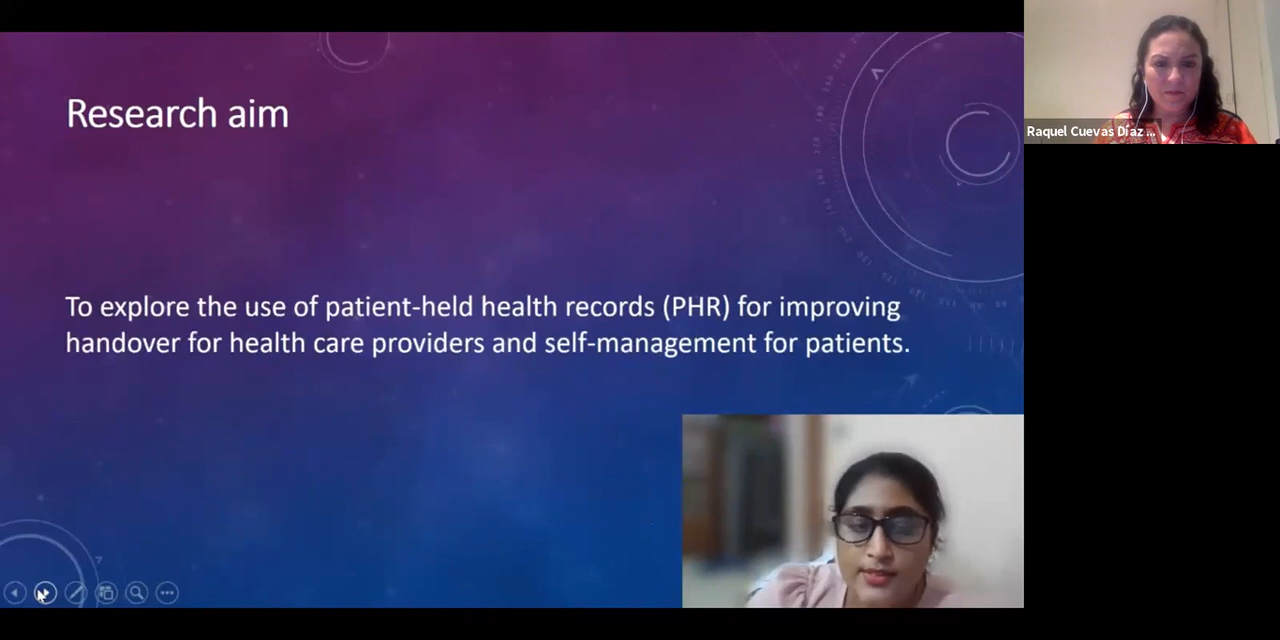 Research aim
To explore the use of patient-held health records (PHR) for improving
handover for health care providers and self-management for patients.
Raquel Cuevas Díaz ...